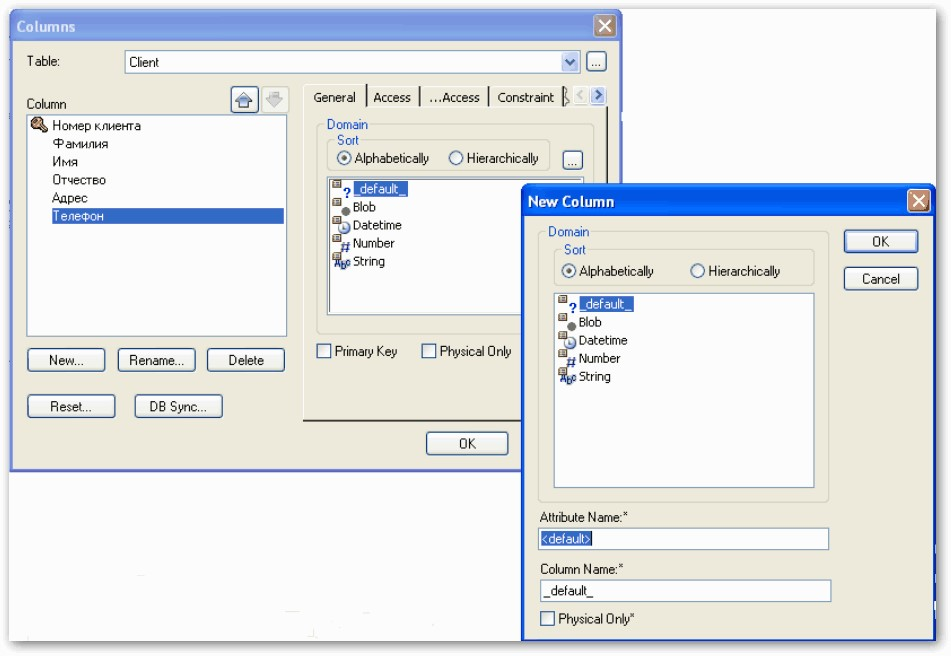 Columns
Table:
Client
...
Column
Номер клиента
Фамилия
Имя
Отчество
Адрес
Телефон
New...
Rename...
Delete
Reset...
DB Sync...
General
Access
...Access
Constraint
Domain
Sort
Alphabetically
Hierarchically
...
_default_
Blob
Datetime
Number
String
Primary Key
Physical Only
OK
New Column
Domain
Sort
Alphabetically
Hierarchically
_default_
Blob
Datetime
Number
String
OK
Cancel
Attribute Name:*
<default>
Column Name:*
_default_
Physical Only*